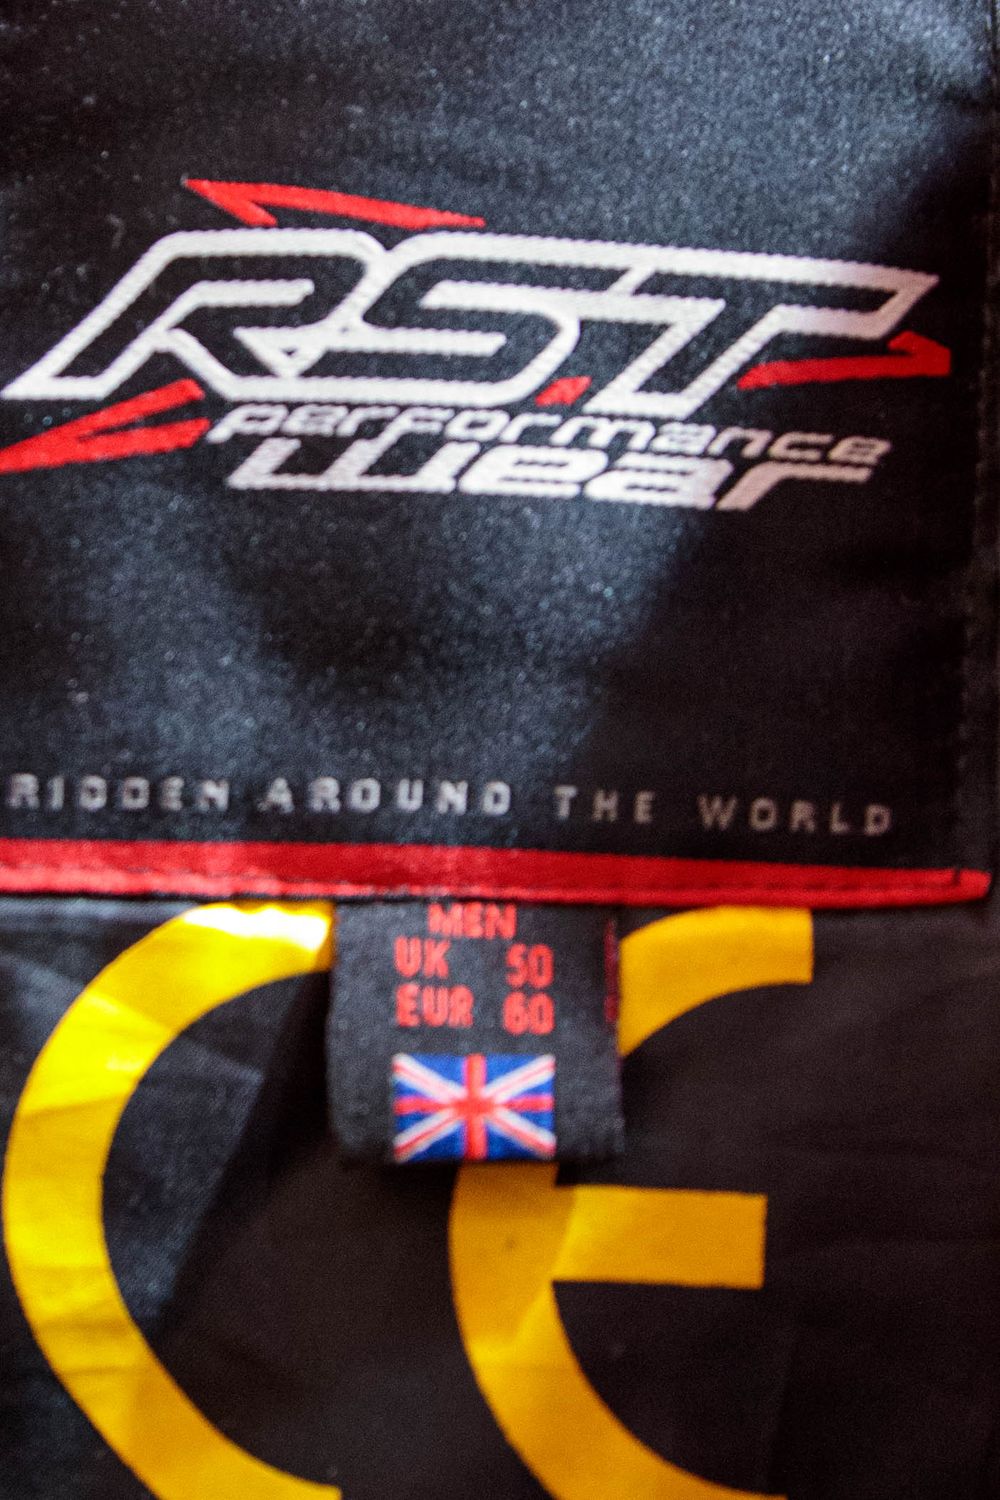 RST
performance
wear
RIDDEN AROUND THE WORLD
MEN
UK 50
EUR 60
CE